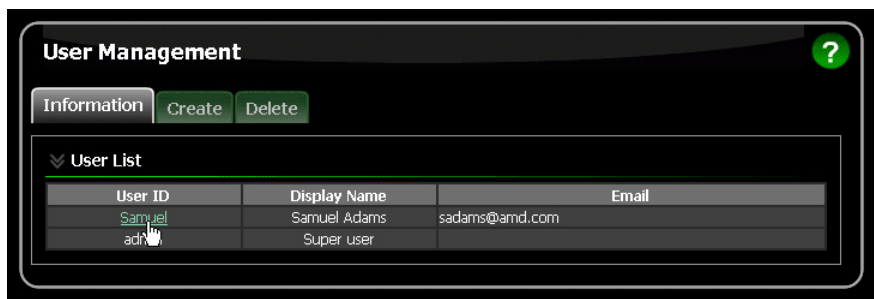 User Management
?
Information Create Delete
User List
User ID Display Name Email
Samuel Samuel Adams sadams@amd.com
Super user